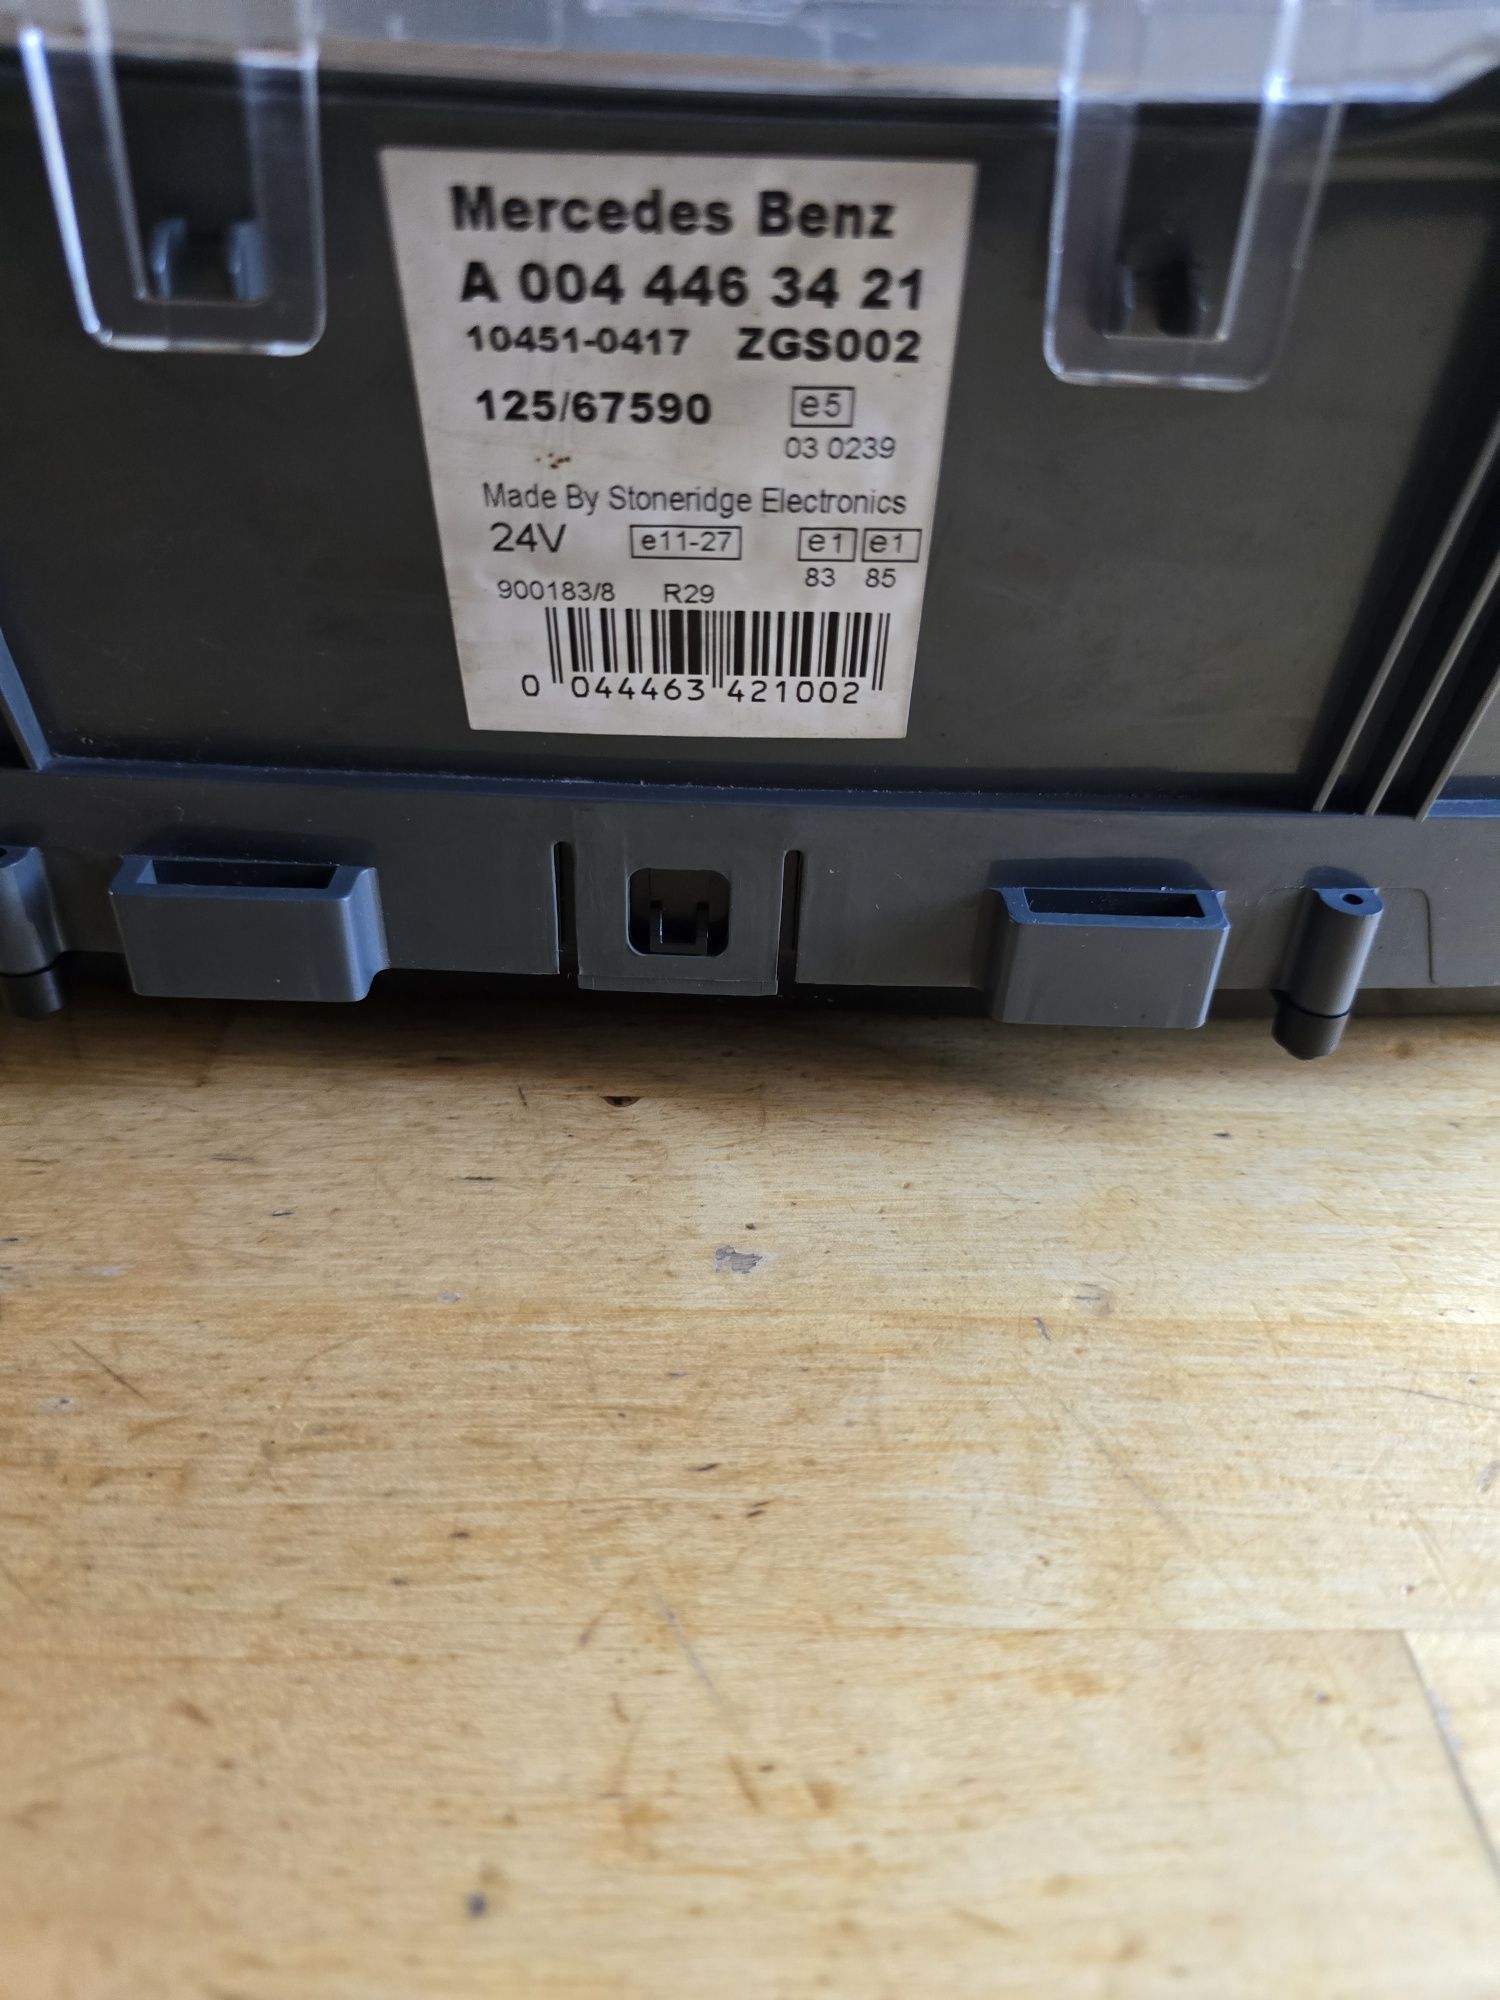 Mercedes Benz
A 004 446 34 21
10451-0417 ZGS002
125/67590 e5
03 0239
Made By Stoneridge Electronics
24V e11-27 e1 e1
83 85
900183/8 R29
0 044463 421002